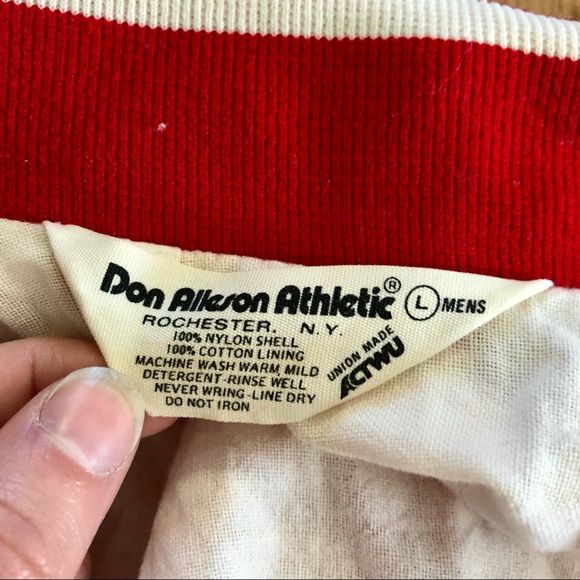 Don Alleson Athletic® L MENS
ROCHESTER, N.Y.
100% NYLON SHELL
100% COTTON LINING
MACHINE WASH WARM, MILD
DETERGENT-RINSE WELL
NEVER WRING-LINE DRY
DO NOT IRON
UNION MADE
ACTWU